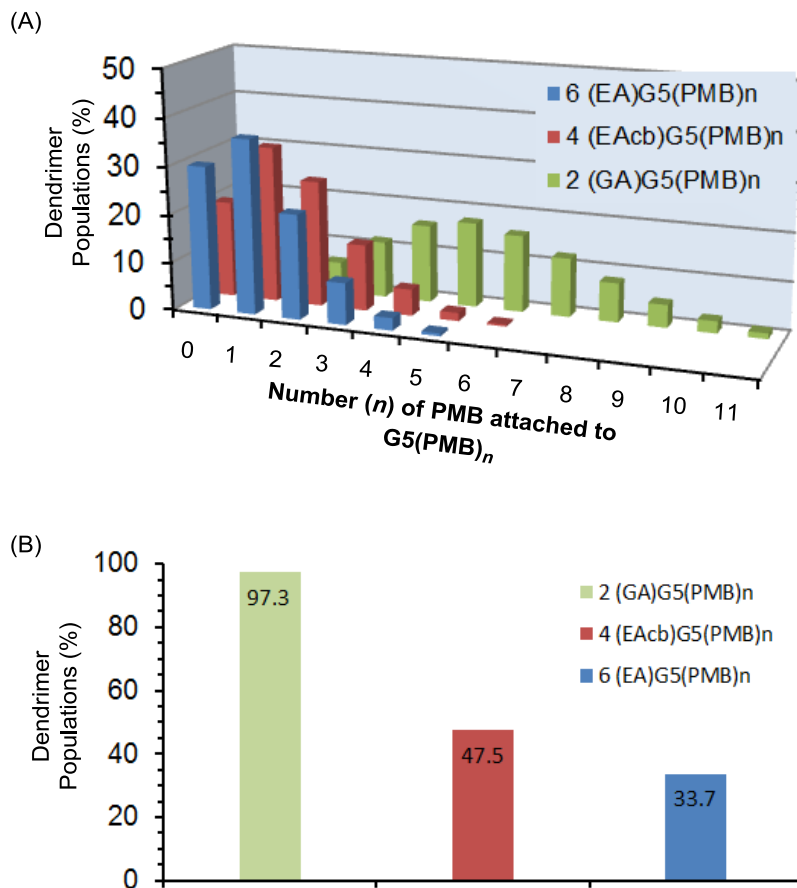 (A)
Dendrimer
Populations (%)
50
40
30
20
10
0
6 (EA)G5(PMB)n
4 (EAcb)G5(PMB)n
2 (GA)G5(PMB)n
0 1 2 3 4 5 6 7 8 9 10 11
Number (n) of PMB attached to
G5(PMB)n
(B)
Dendrimer
Populations (%)
100
80
60
40
20
0
97.3
47.5
33.7
2 (GA)G5(PMB)n
4 (EAcb)G5(PMB)n
6 (EA)G5(PMB)n